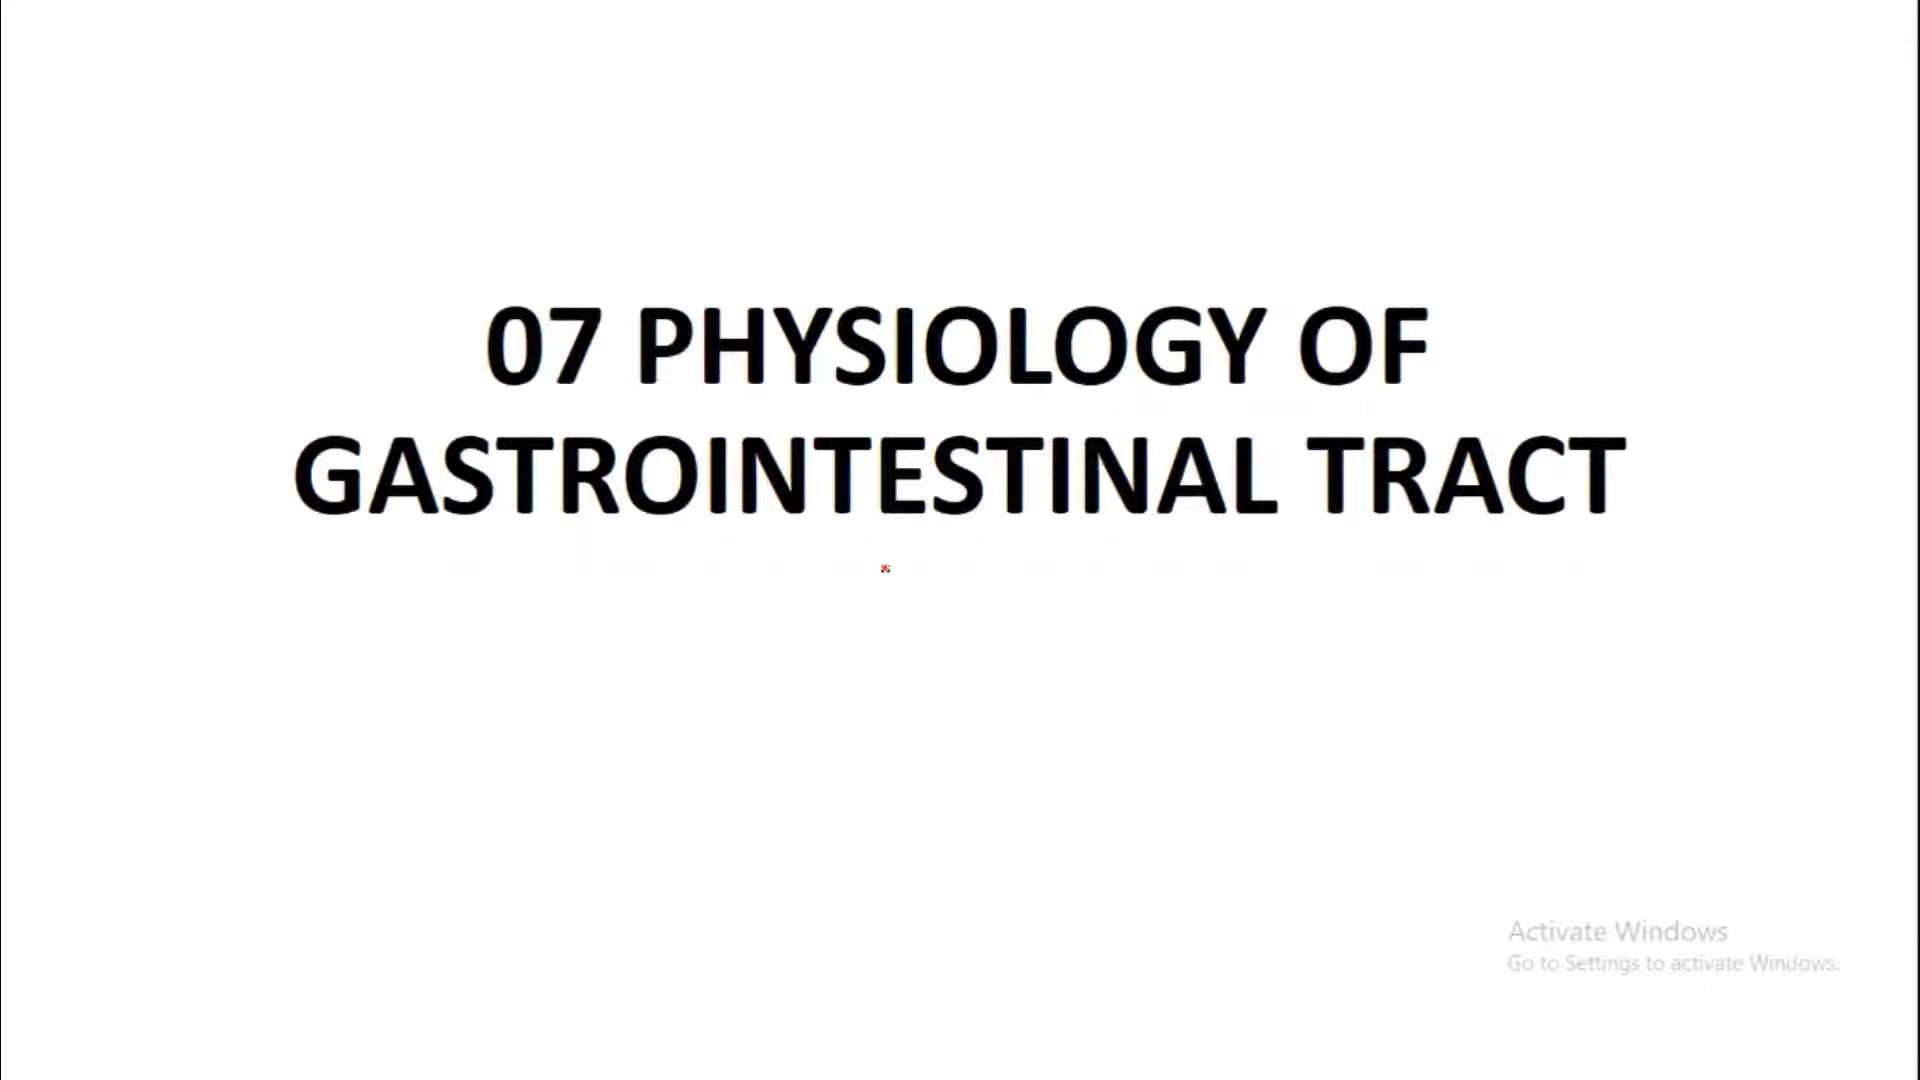 07 PHYSIOLOGY OF
GASTROINTESTINAL TRACT
Activate Windows
Go to Settings to activate Windows.